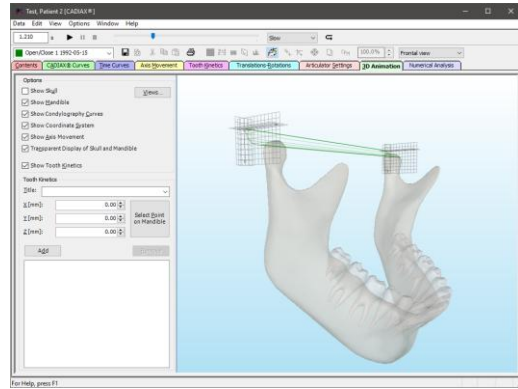 Test, Patient 2 [CADIAX®]
Data Edit View Options Window Help
1.210 s Slow
Open/Close 1 1992-05-15 100.0% Frontal view
Contents CADIAX® Curves Time Curves Axis Movement Tooth Kinetics Translations Rotations Articulator Settings 3D Animation Numerical Analysis
Options
Show Skull Views...
Show Mandible
Show Condylography Curves
Show Coordinate System
Show Axis Movement
Transparent Display of Skull and Mandible
Show Tooth Kinetics
Tooth Kinetics
Title:
X [mm]: 0.00
Y [mm]: 0.00
Z [mm]: 0.00
Select Point
on Mandible
Add
For Help, press F1